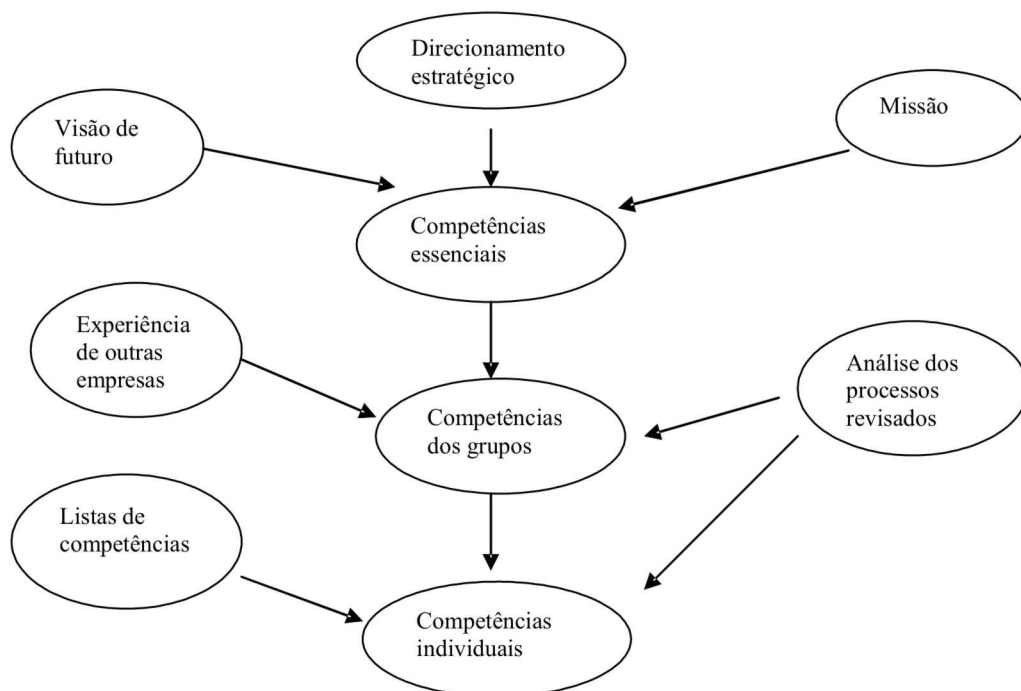 Direcionamento
estratégico
Visão de
futuro
Missão
Competências
essenciais
Experiência
de outras
empresas
Análise dos
processos
revisados
Competências
dos grupos
Listas de
competências
Competências
individuais